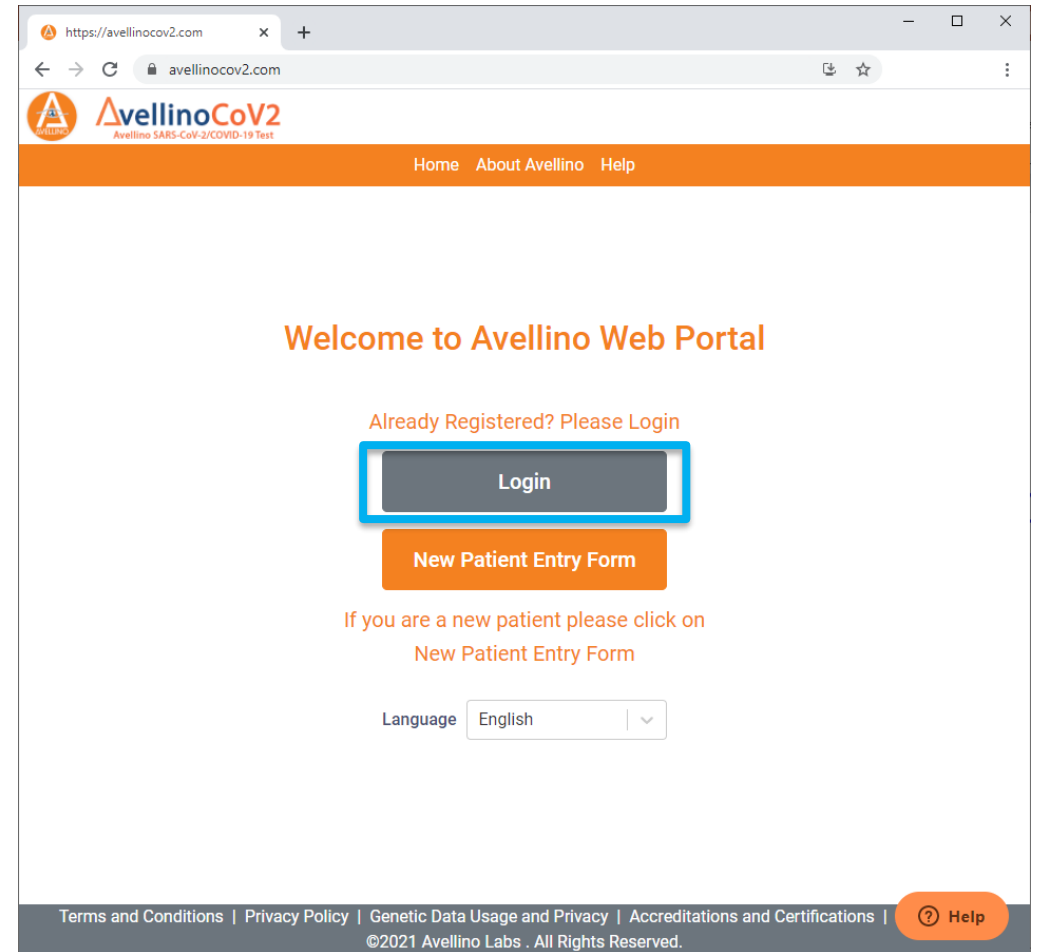 https://avellinocov2.com
avellinocov2.com
AVELLINO
AvellinoCoV2
Avellino SARS-CoV-2/COVID-19 Test
Home About Avellino Help
Welcome to Avellino Web Portal
Already Registered? Please Login
Login
New Patient Entry Form
If you are a new patient please click on
New Patient Entry Form
Language English
Terms and Conditions | Privacy Policy | Genetic Data Usage and Privacy | Accreditations and Certifications |
Help
©2021 Avellino Labs . All Rights Reserved.